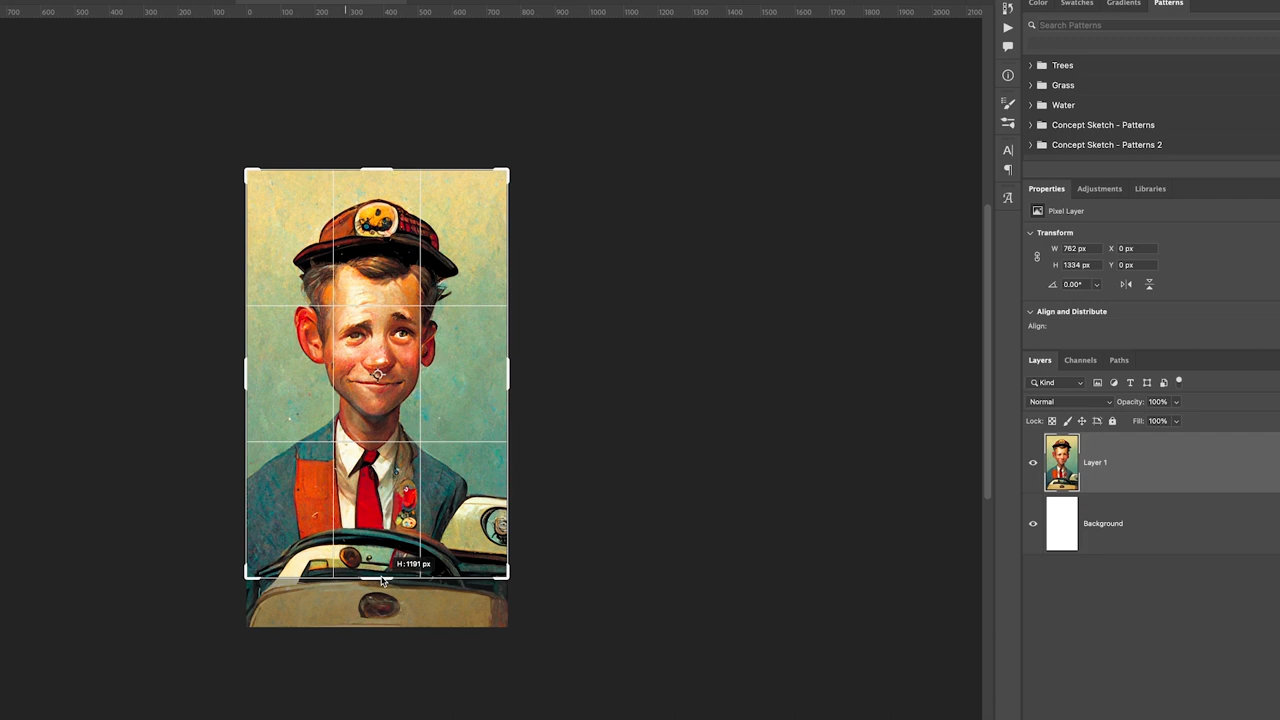 700 600 500 400 300 200 100 0 100 200 300 400 500 600 700 800 900 1000 1100 1200 1300 1400 1500 1600 1700 1800 1900 2000 2100
Color Swatches Gradients Patterns
Search Patterns
Trees
Grass
Water
Concept Sketch - Patterns
Concept Sketch - Patterns 2
Properties Adjustments Libraries
Pixel Layer
Transform
W 762 px X 0 px
H 1334 px Y 0 px
0.00°
Align and Distribute
Align:
Layers Channels Paths
Kind
Normal Opacity: 100%
Lock: Fill: 100%
Layer 1
Background
H: 1191 px